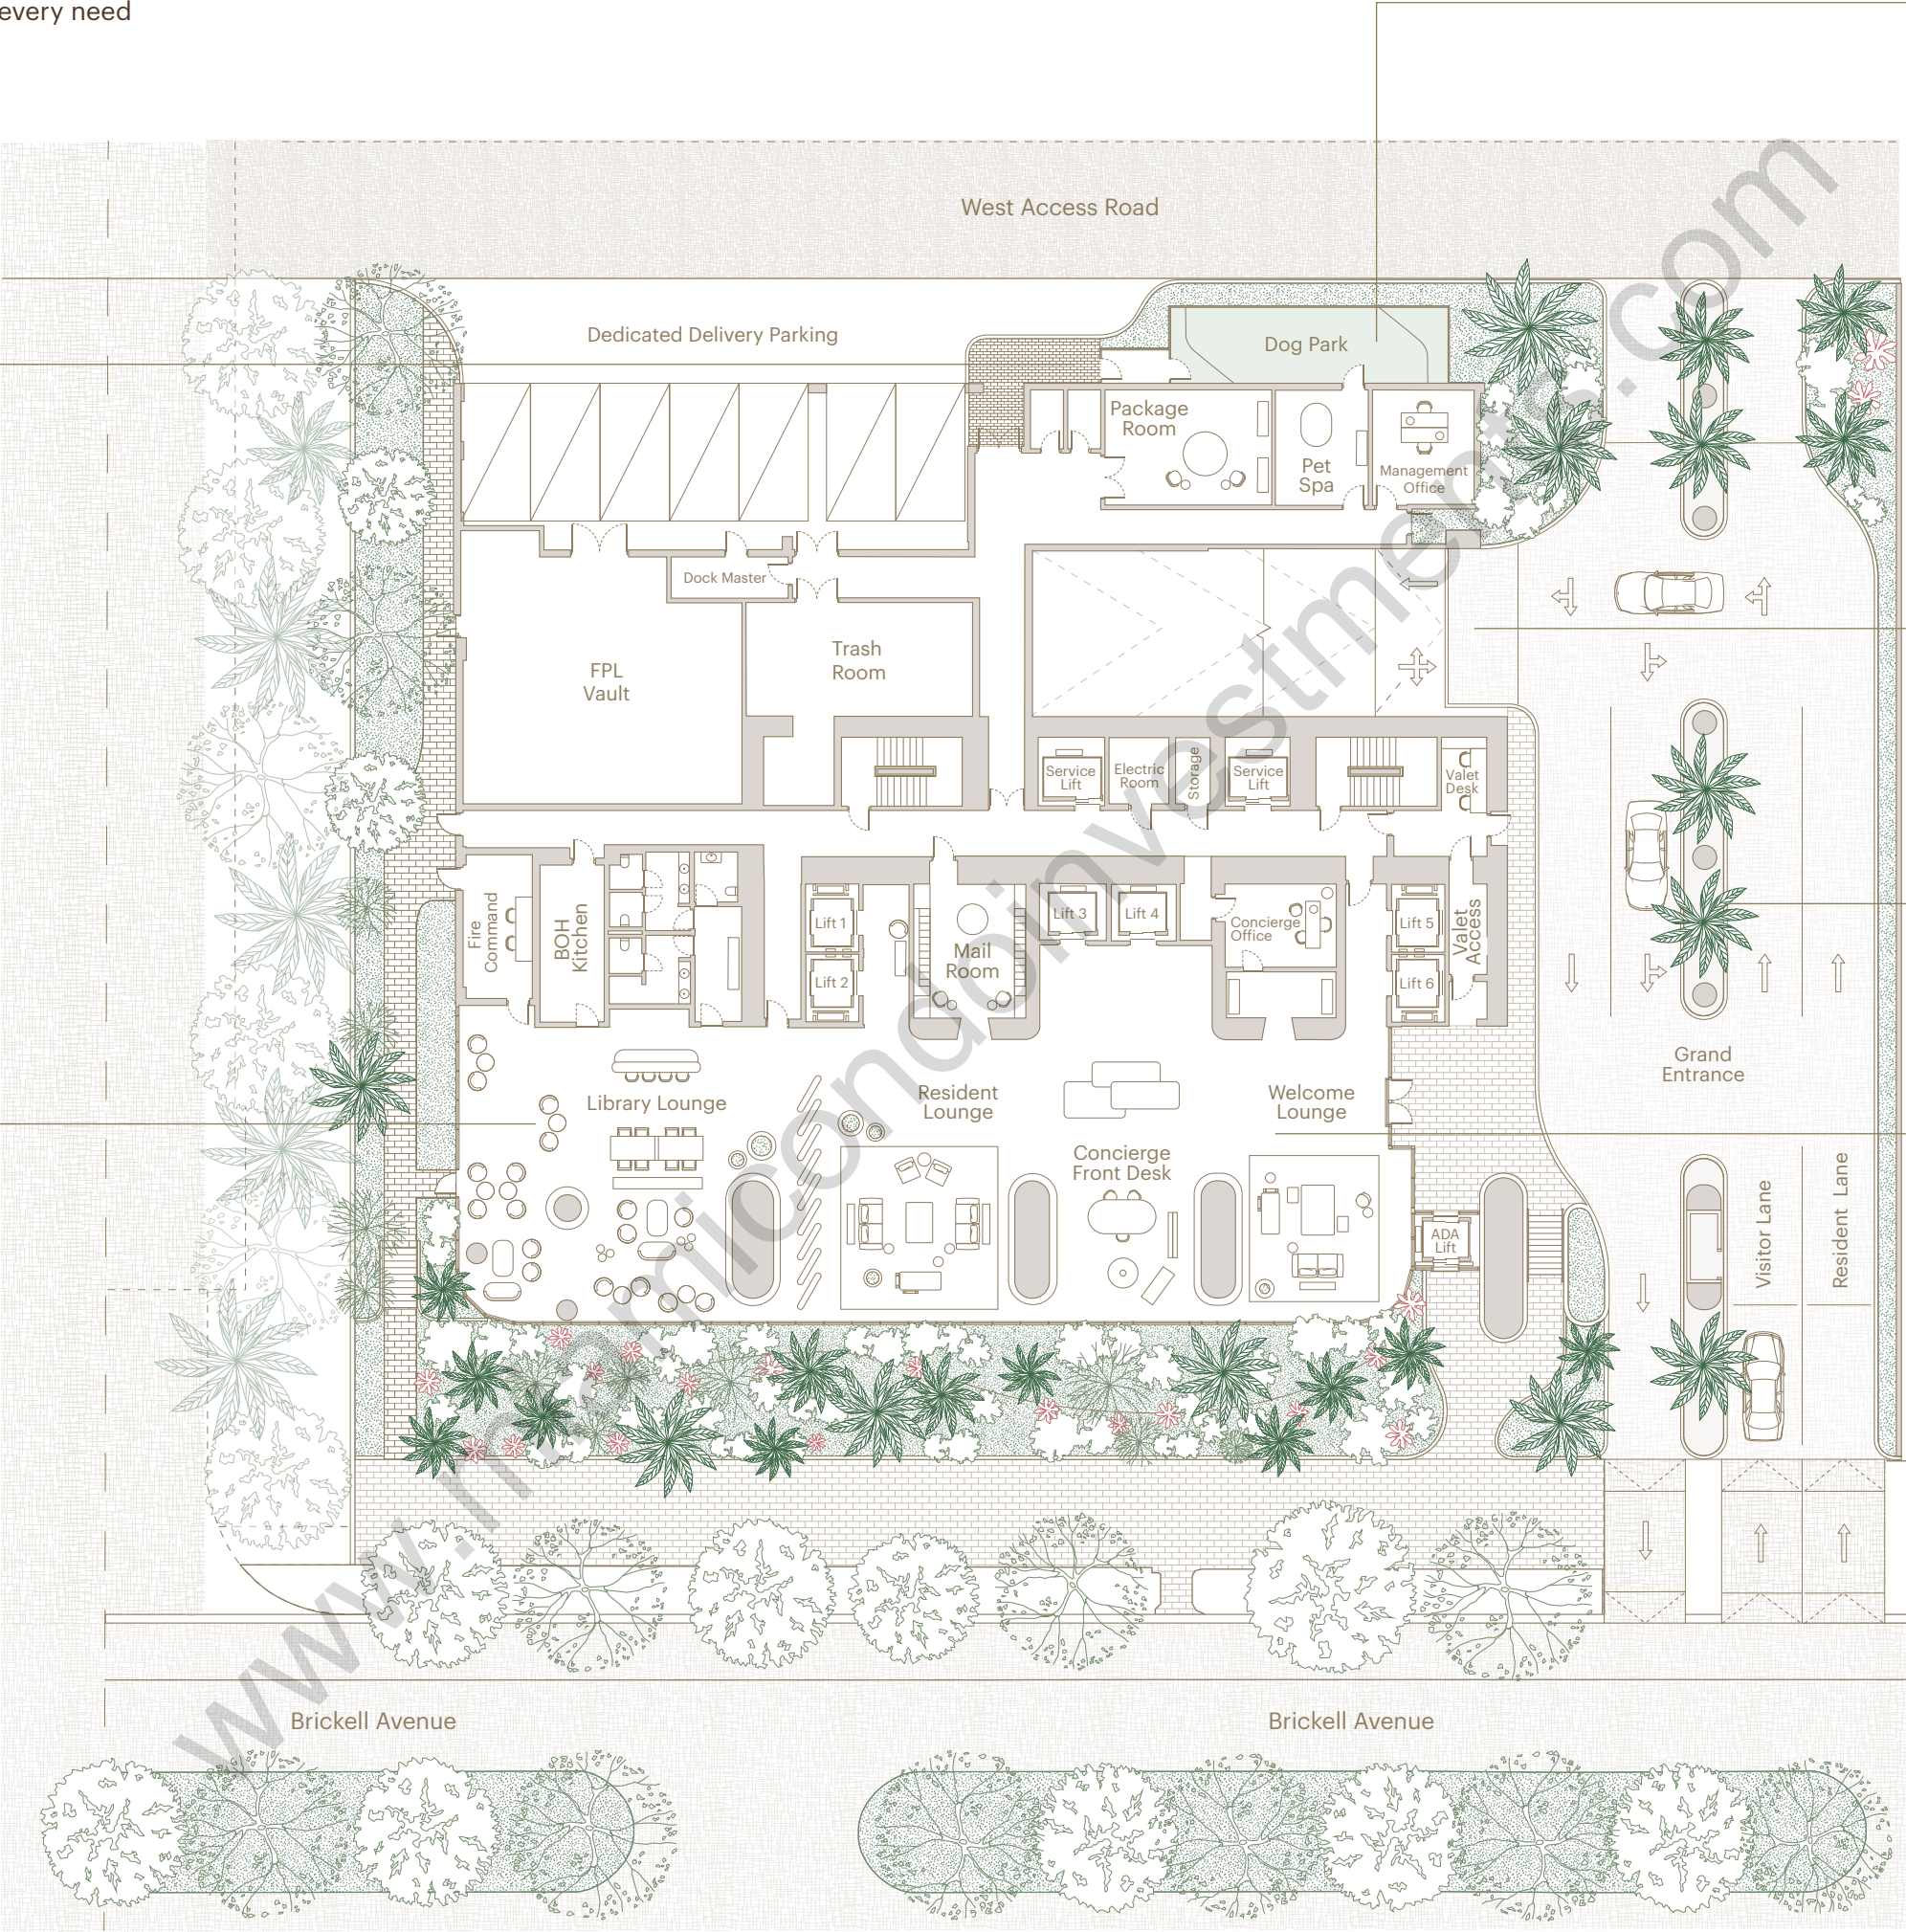 every need
West Access Road
Dedicated Delivery Parking
Dog Park
Package
Room
Pet
Spa
Management
Office
Dock Master
FPL
Vault
Trash
Room
Service
Lift
Electric
Room
Storage
Service
Lift
Valet
Desk
Fire
Command
BOH
Kitchen
Lift 1
Lift 2
Mail
Room
Lift 3
Lift 4
Concierge
Office
Lift 5
Lift 6
Valet
Access
Grand
Entrance
Library Lounge
Resident
Lounge
Welcome
Lounge
Concierge
Front Desk
ADA
Lift
Visitor Lane
Resident Lane
Brickell Avenue
Brickell Avenue
www.miamicondoinvestments.com